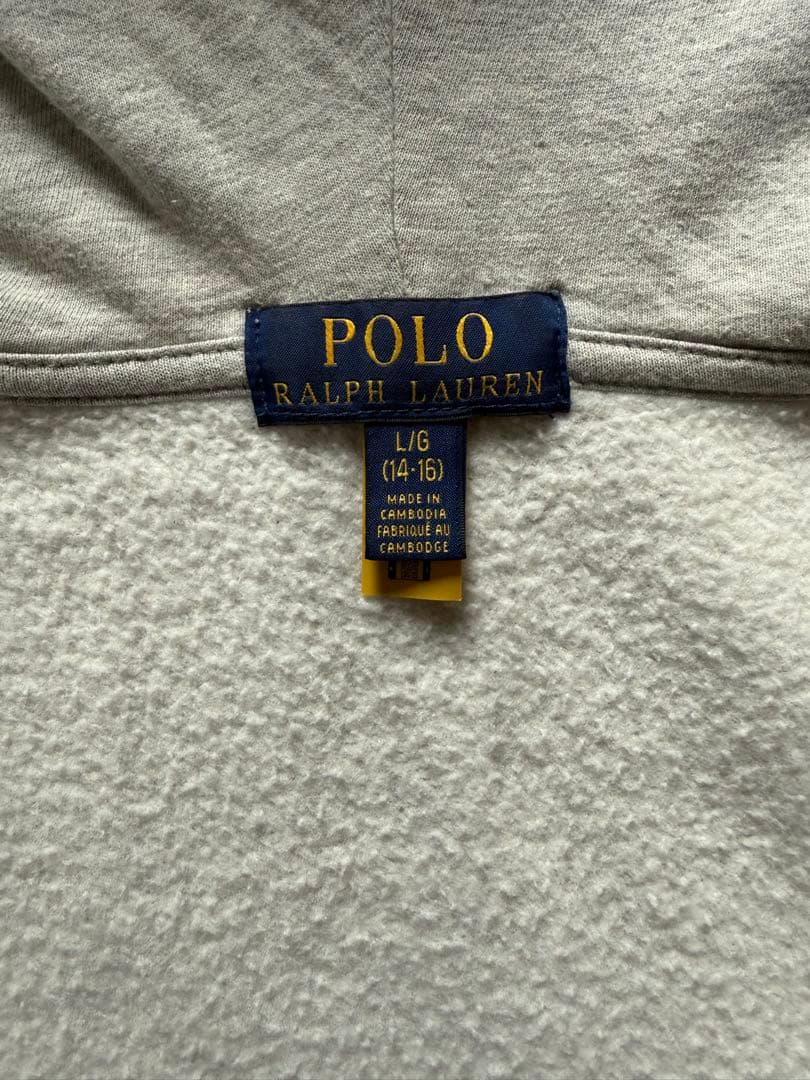 POLO
RALPH LAUREN
L/G
(14-16)
MADE IN
CAMBODIA
FABRIQUÉ AU
CAMBODGE